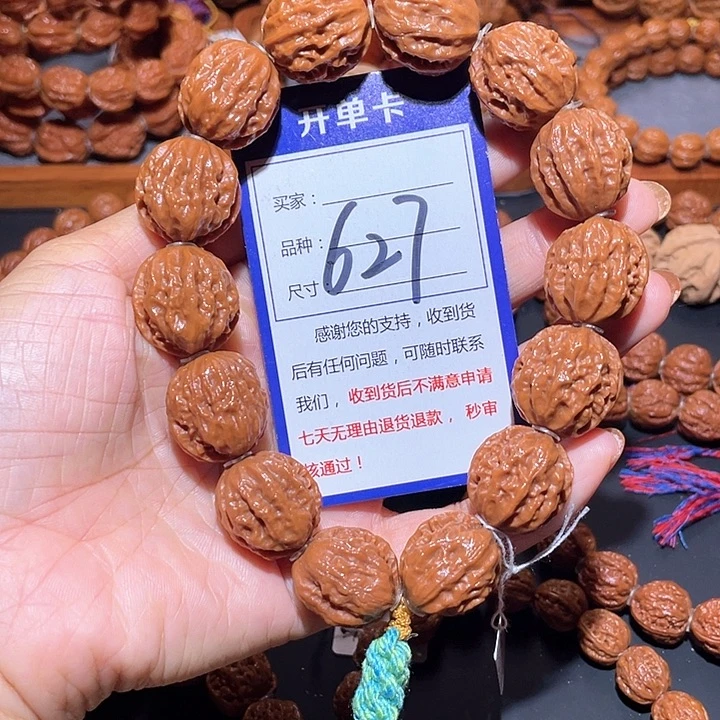 开单卡
买家：
品种：
尺寸
627
感谢您的支持，收到货
后有任何问题，可随时联系
我们，收到货后不满意申请
七天无理由退货退款，秒审
核通过！